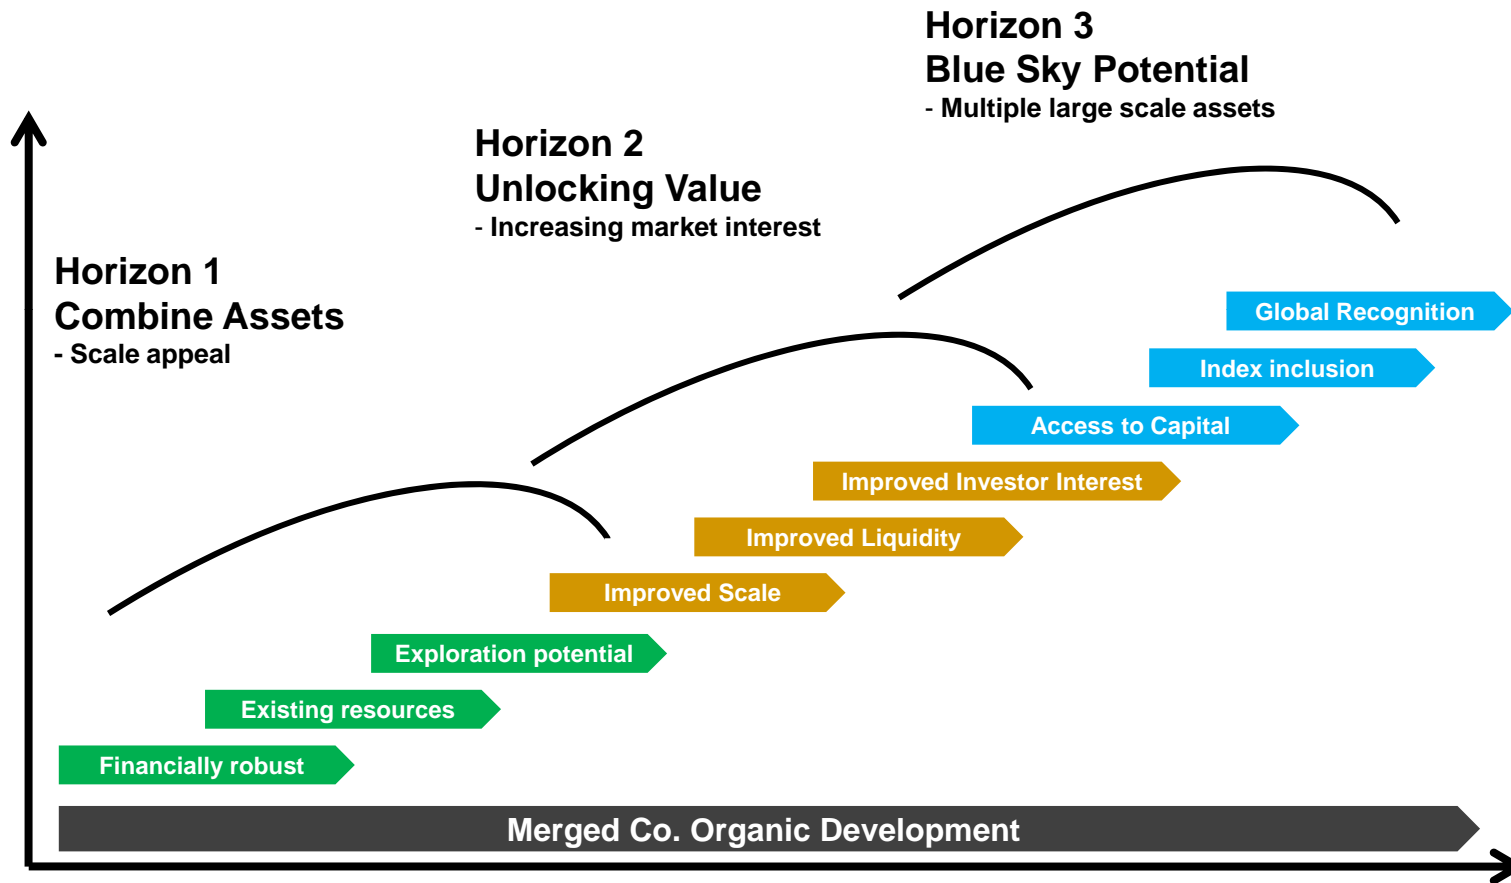 Horizon 3
Blue Sky Potential
- Multiple large scale assets
Horizon 2
Unlocking Value
- Increasing market interest
Horizon 1
Combine Assets
- Scale appeal
Global Recognition
Index inclusion
Access to Capital
Improved Investor Interest
Improved Liquidity
Improved Scale
Exploration potential
Existing resources
Financially robust
Merged Co. Organic Development